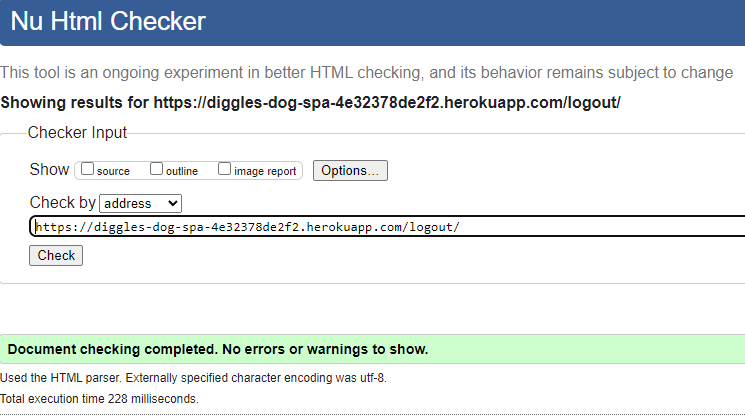 Nu Html Checker
This tool is an ongoing experiment in better HTML checking, and its behavior remains subject to change
Showing results for https://diggles-dog-spa-4e32378de2f2.herokuapp.com/logout/
Checker Input
Show source outline image report Options...
Check by address
https://diggles-dog-spa-4e32378de2f2.herokuapp.com/logout/
Check
Document checking completed. No errors or warnings to show.
Used the HTML parser. Externally specified character encoding was utf-8.
Total execution time 228 milliseconds.